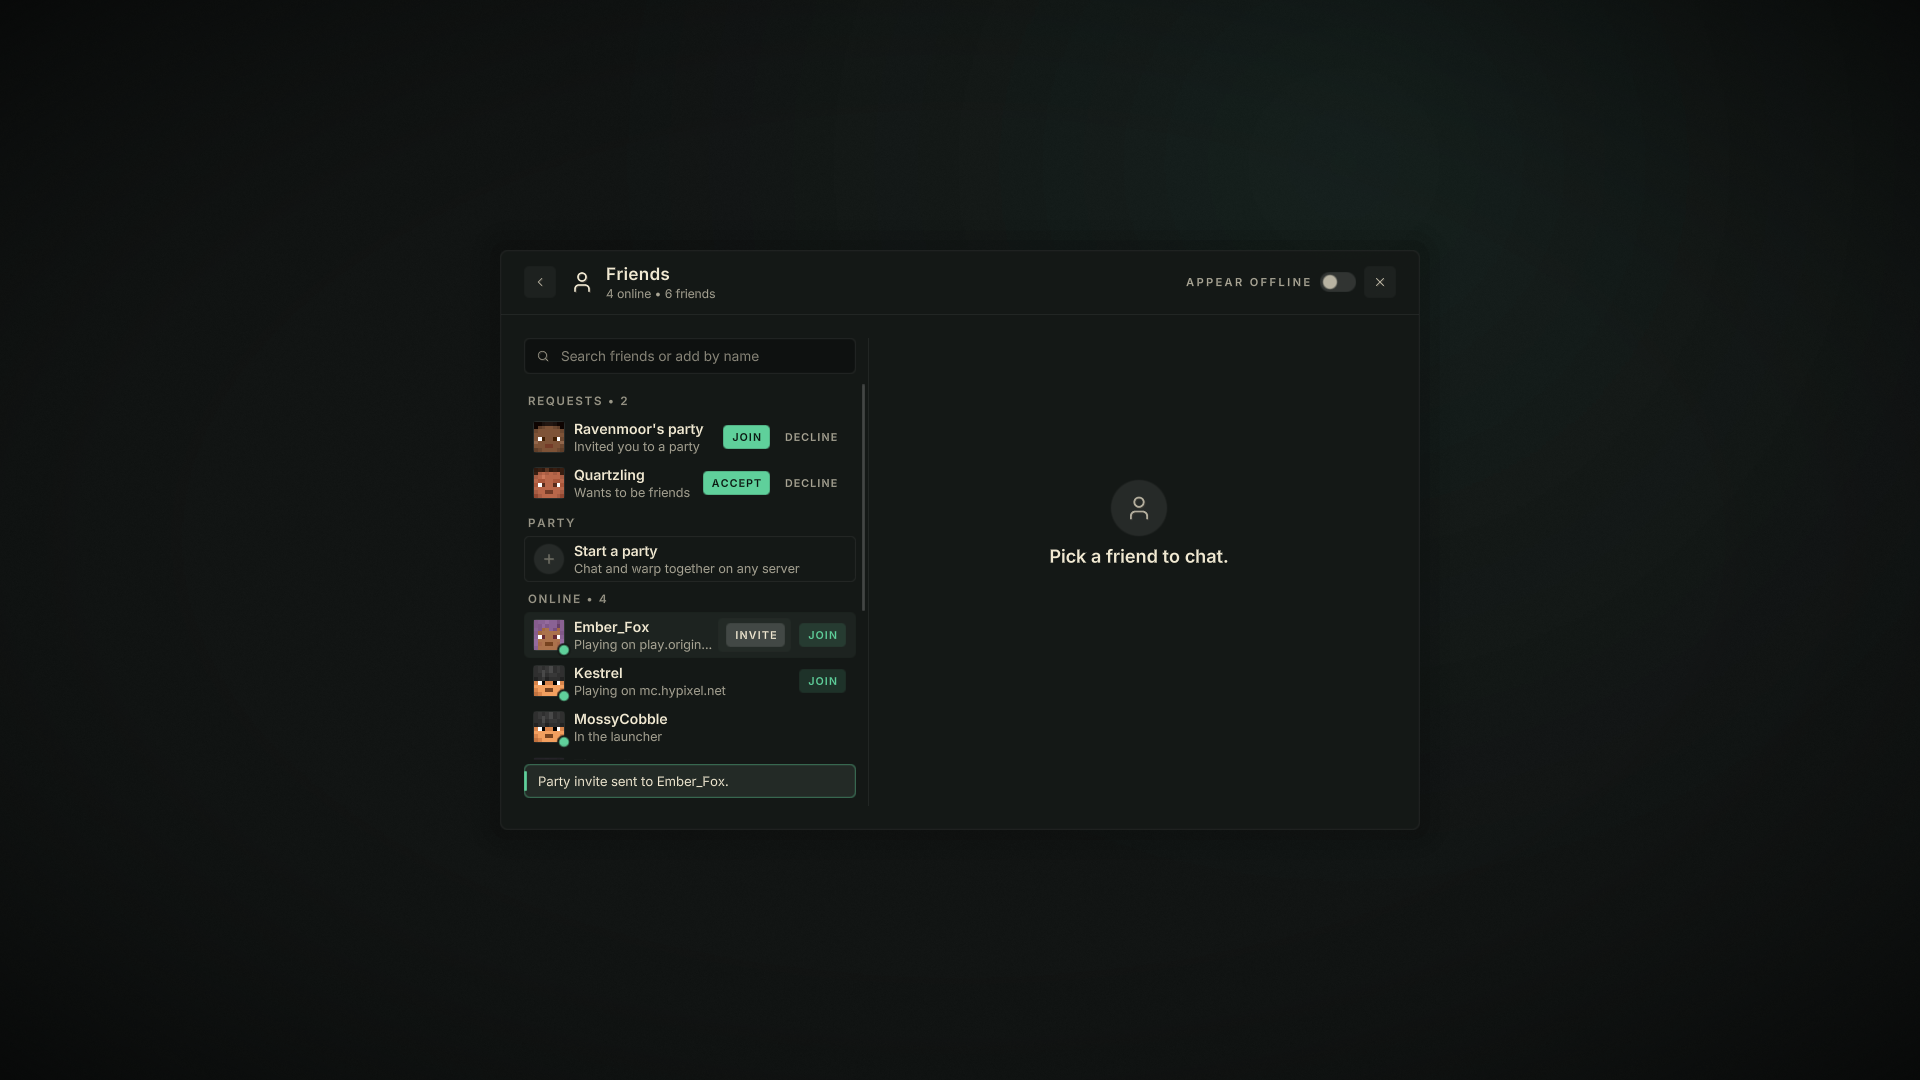 Friends
4 online • 6 friends
APPEAR OFFLINE
Search friends or add by name
REQUESTS • 2
Ravenmoor's party
Invited you to a party
JOIN
DECLINE
Quartzling
Wants to be friends
ACCEPT
DECLINE
PARTY
Start a party
Chat and warp together on any server
ONLINE • 4
Ember_Fox
Playing on play.origin...
INVITE
JOIN
Kestrel
Playing on mc.hypixel.net
JOIN
MossyCobble
In the launcher
Party invite sent to Ember_Fox.
Pick a friend to chat.